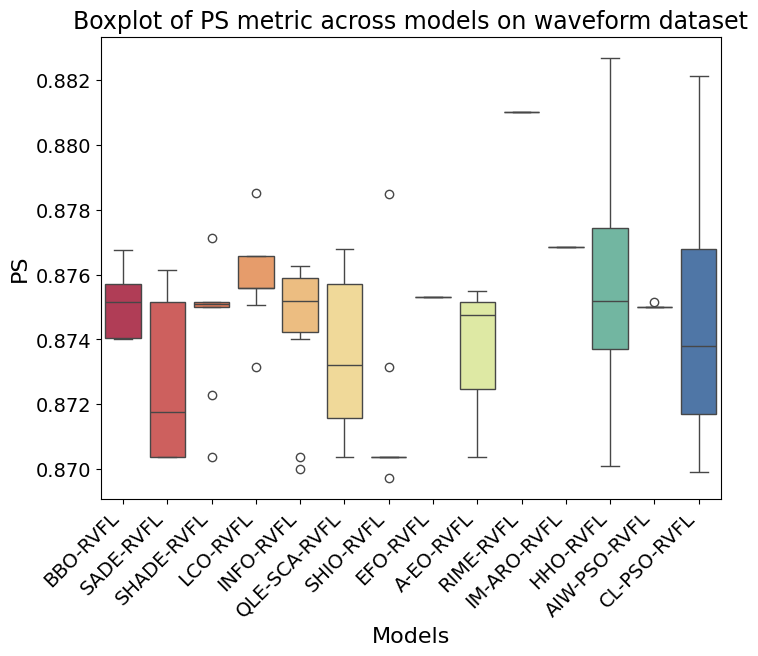 Boxplot of PS metric across models on waveform dataset
0.882
0.880
0.878
0.876
0.874
0.872
0.870
PS
BBO-RVFL
SADE-RVFL
SHADE-RVFL
LCO-RVFL
INFO-RVFL
QLE-SCA-RVFL
SHIO-RVFL
EFO-RVFL
A-EO-RVFL
RIME-RVFL
IM-ARO-RVFL
HHO-RVFL
AIW-PSO-RVFL
CL-PSO-RVFL
Models